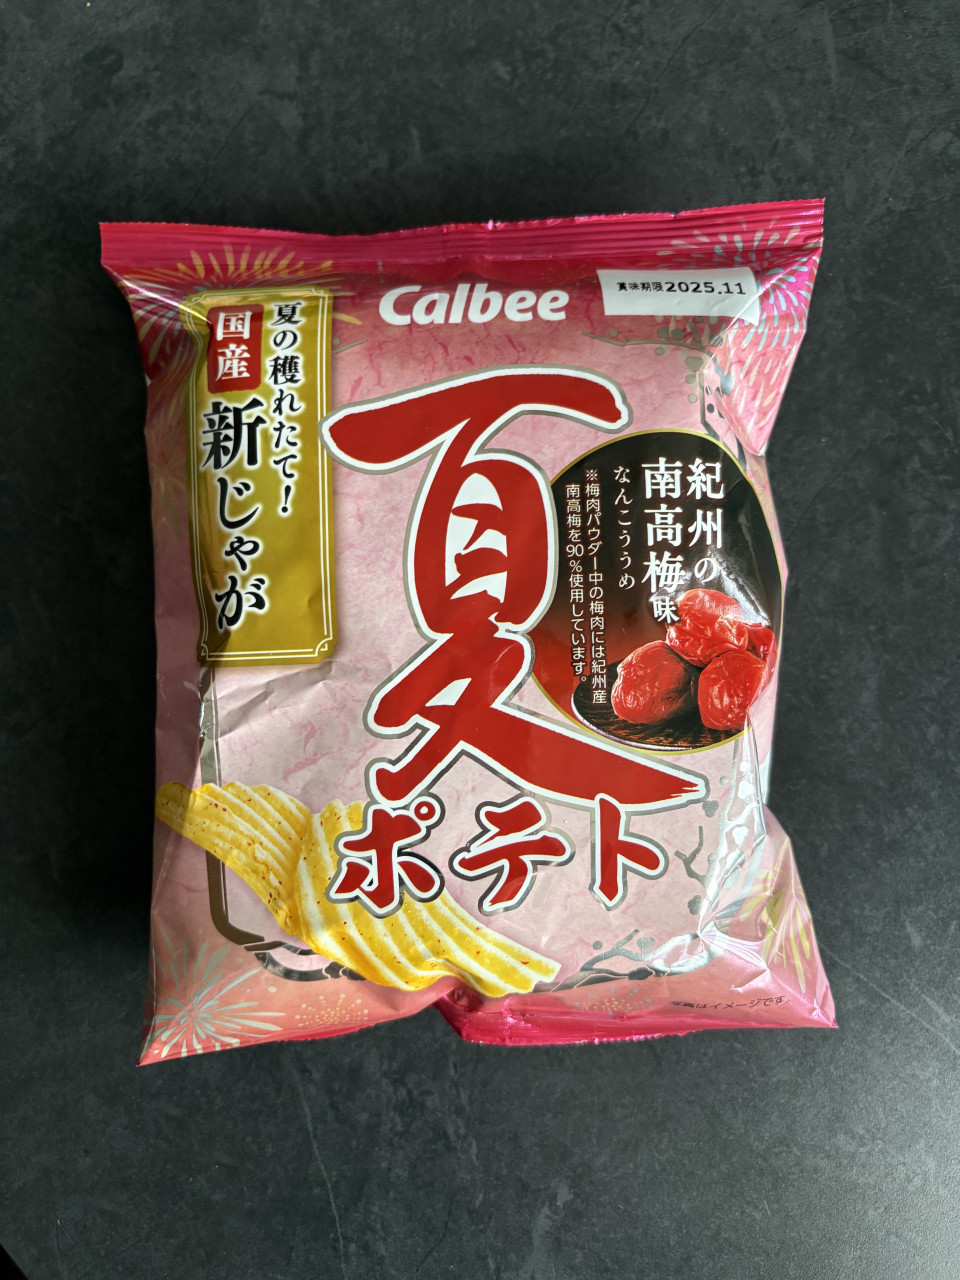 Calbee
賞味期限2025.11
夏の穫れたて!
国産
新じゃが
夏
ポテト
紀州の
南高梅味
なんこううめ
※梅肉パウダー中の梅肉には紀州産
南高梅を90%使用しています。
はイメージです